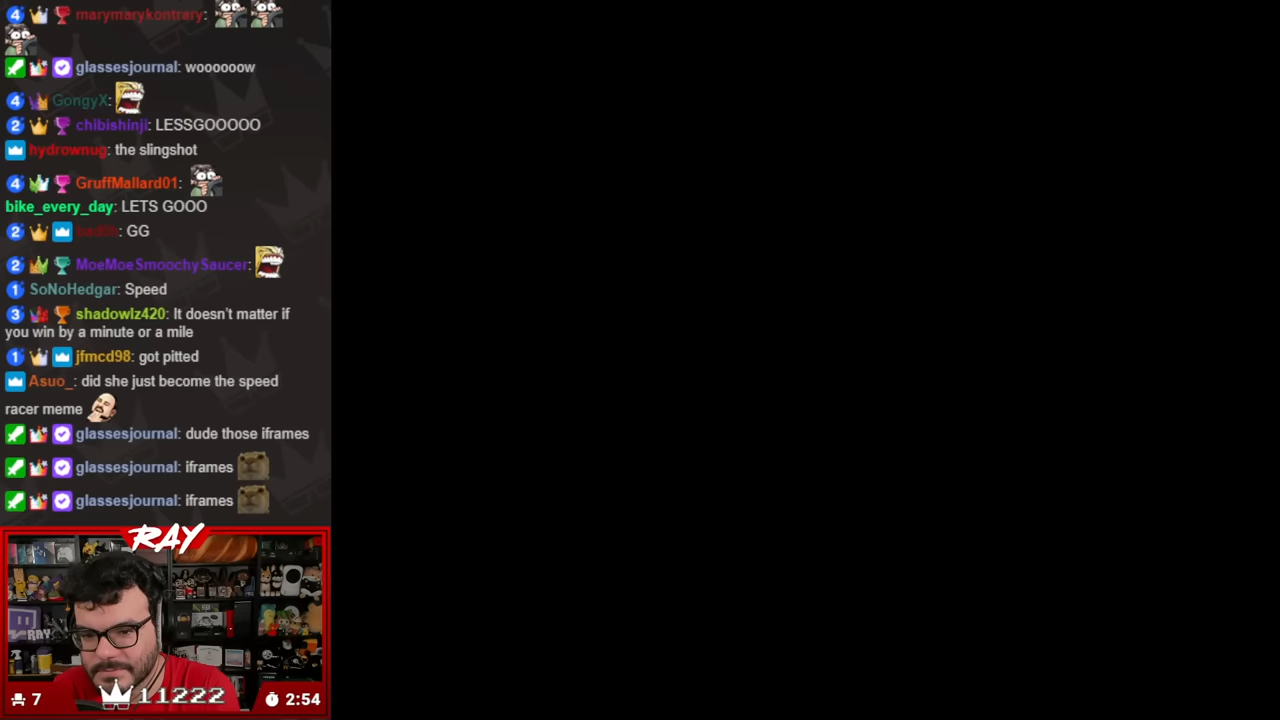 4 marymarykontrary:
glassesjournal: woooooow
4 GongyX:
2 chibishinji: LESSGOOOOO
hydrownug: the slingshot
4 GruffMallard01:
bike_every_day: LETS GOOO
2 : GG
2 MoeMoeSmoochySaucer:
1 SoNoHedgar: Speed
3 shadowlz420: It doesn't matter if
you win by a minute or a mile
1 jfmcd98: got pitted
Asuo_: did she just become the speed
racer meme
glassesjournal: dude those iframes
glassesjournal: iframes
glassesjournal: iframes
RAY
RAY
7
11222
2:54